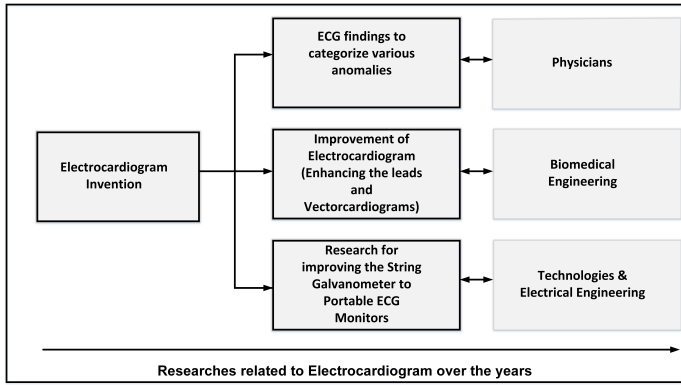 ECG findings to
categorize various
anomalies
Physicians
Electrocardiogram
Invention
Improvement of
Electrocardiogram
(Enhancing the leads
and
Vectorcardiograms)
Biomedical
Engineering
Research for
improving the String
Galvanometer to
Portable ECG
Monitors
Technologies &
Electrical Engineering
Researches related to Electrocardiogram over the years